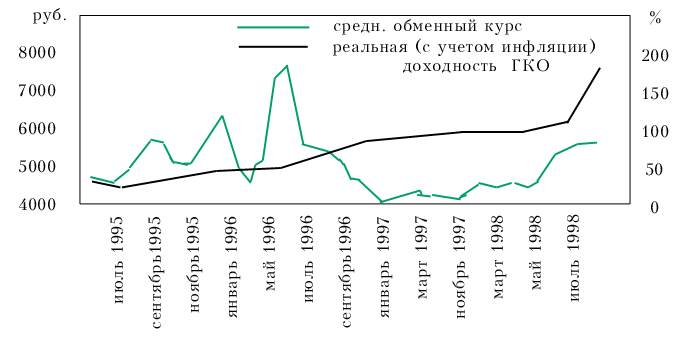 руб.
%
средн. обменный курс
реальная (с учетом инфляции)
доходность ГКО
8000
7000
6000
5000
4000
200
150
100
50
0
июль 1995
сентябрь1995
ноябрь1995
январь 1996
май 1996
июль 1996
сентябрь 1996
январь 1997
март 1997
ноябрь 1997
март 1998
май 1998
июль 1998